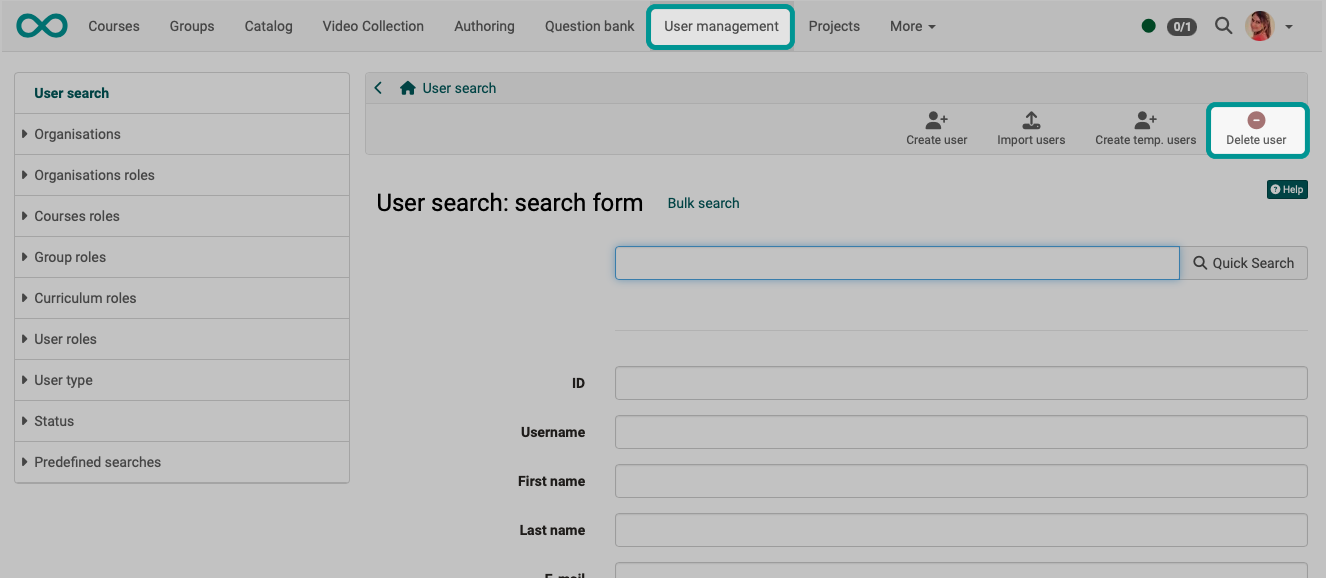 Courses Groups Catalog Video Collection Authoring Question bank User management Projects More 0/1
User search
Organisations
Organisations roles
Courses roles
Group roles
Curriculum roles
User roles
User type
Status
Predefined searches
User search
Create user Import users Create temp. users Delete user
Help
User search: search form Bulk search
Quick Search
ID
Username
First name
Last name
E-mail